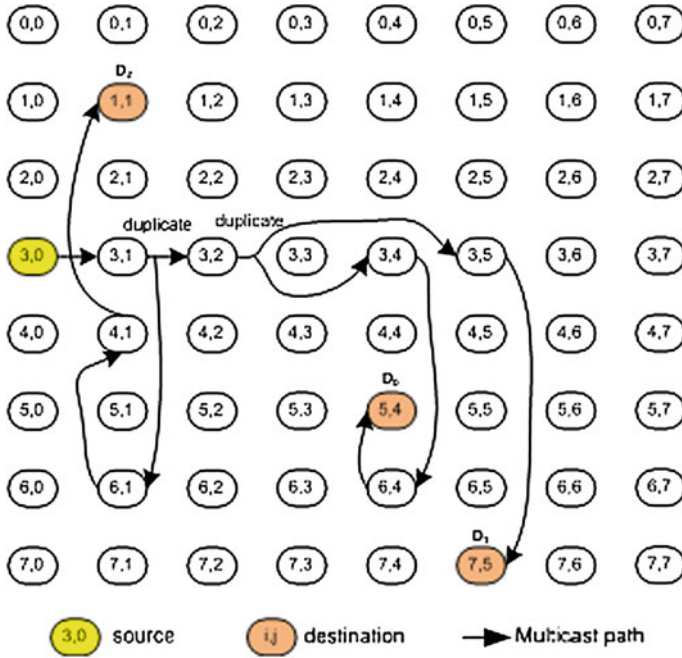 0,0 0,1 0,2 0,3 0,4 0,5 0,6 0,7
D₂
1,0 1,1 1,2 1,3 1,4 1,5 1,6 1,7
2,0 2,1 2,2 2,3 2,4 2,5 2,6 2,7
duplicate duplicate
3,0 3,1 3,2 3,3 3,4 3,5 3,6 3,7
4,0 4,1 4,2 4,3 4,4 4,5 4,6 4,7
D₀
5,0 5,1 5,2 5,3 5,4 5,5 5,6 5,7
6,0 6,1 6,2 6,3 6,4 6,5 6,6 6,7
D₁
7,0 7,1 7,2 7,3 7,4 7,5 7,6 7,7
3,0 source i,j destination Multicast path